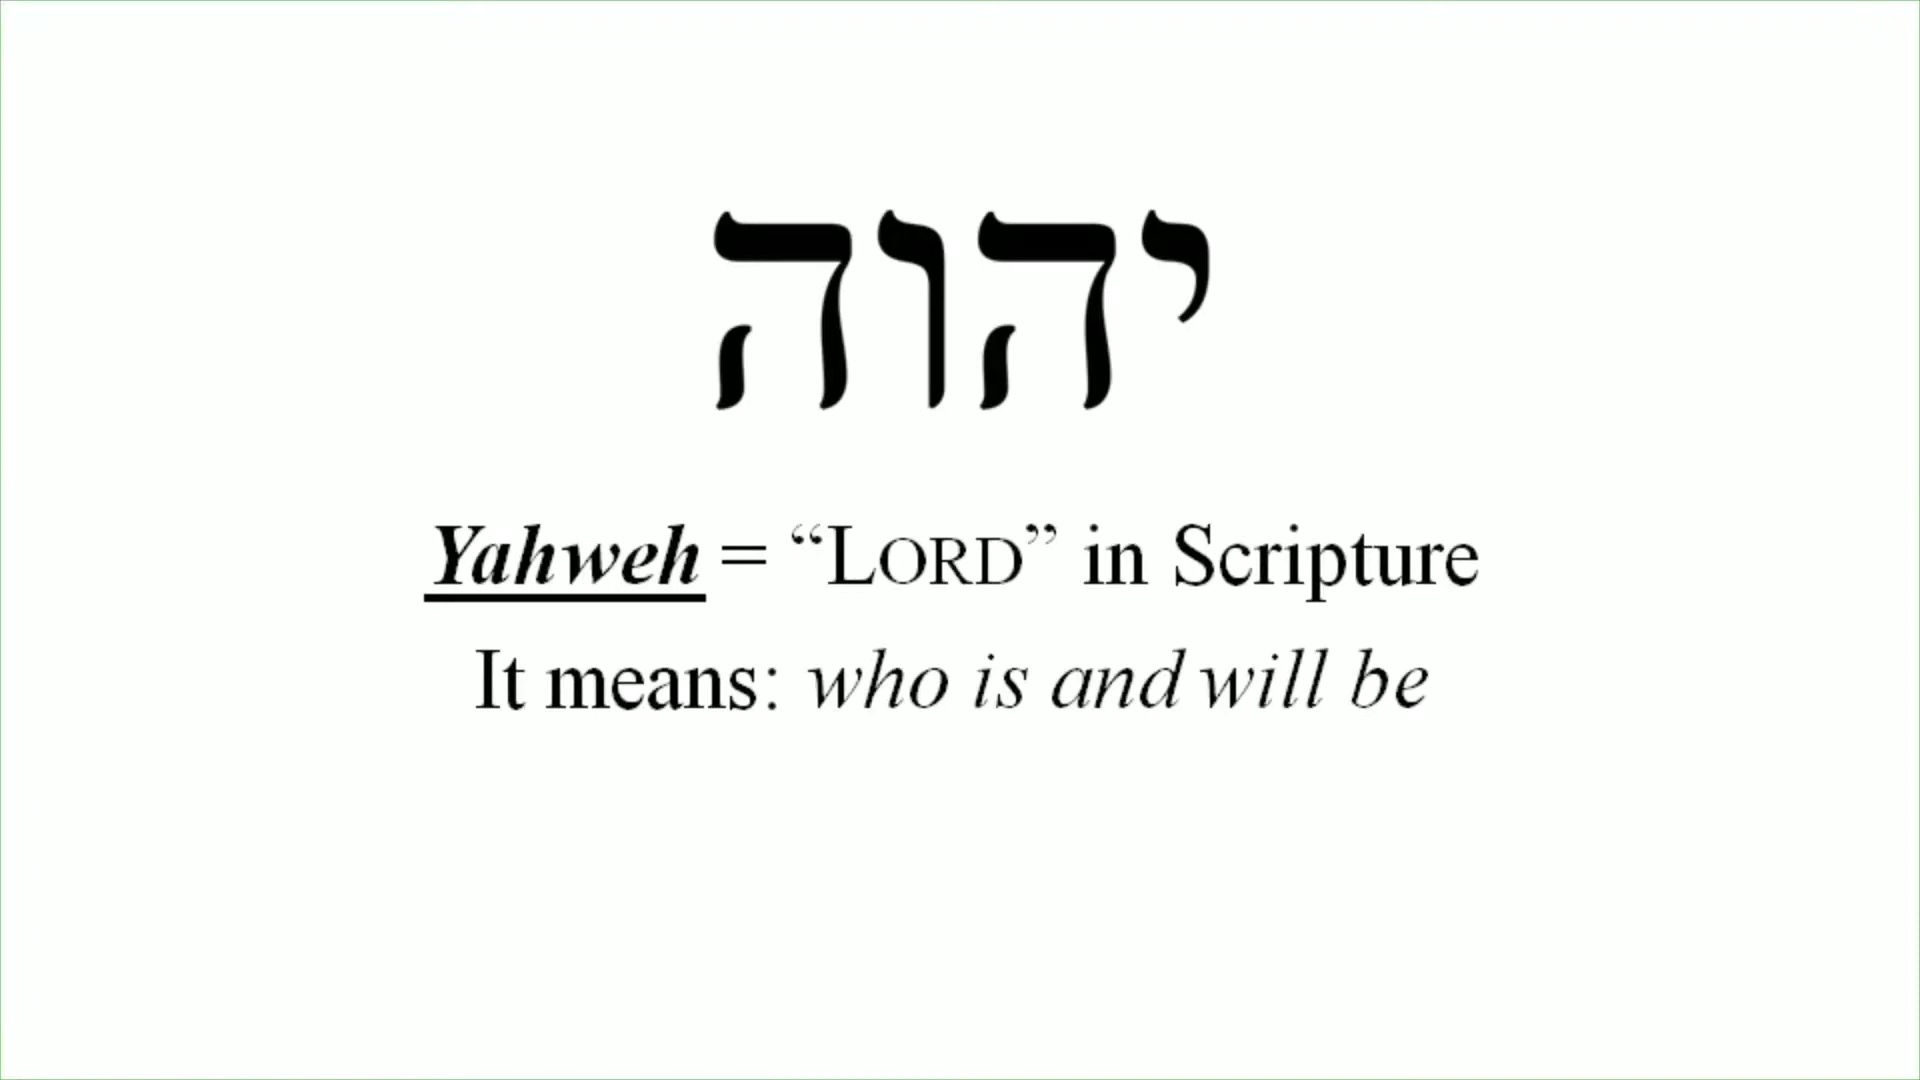 יהוה
Yahweh = “LORD” in Scripture
It means: who is and will be